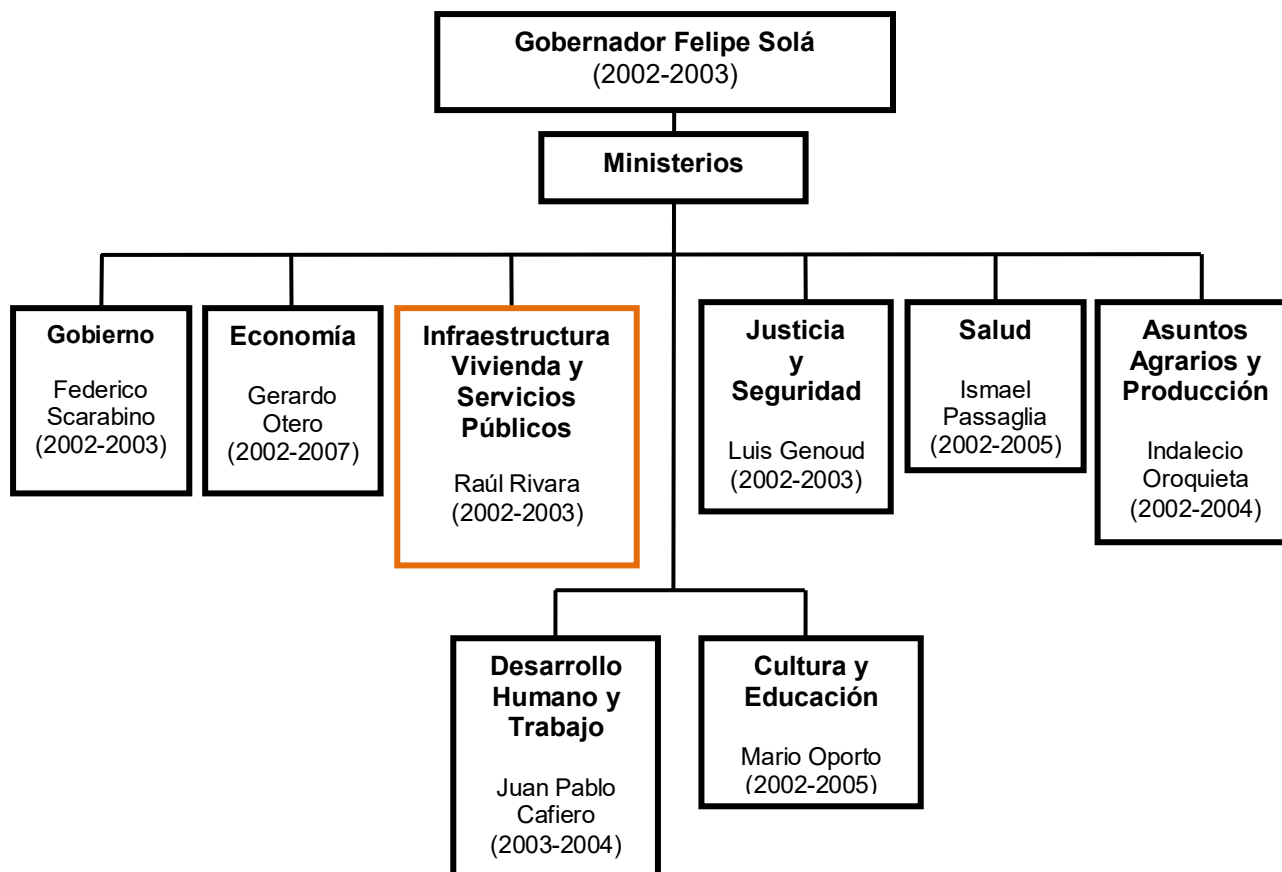 Gobernador Felipe Solá
(2002-2003)
Ministerios
Gobierno
Federico
Scarabino
(2002-2003)
Economía
Gerardo
Otero
(2002-2007)
Infraestructura
Vivienda y
Servicios
Públicos
Raúl Rivara
(2002-2003)
Justicia
y
Seguridad
Luis Genoud
(2002-2003)
Salud
Ismael
Passaglia
(2002-2005)
Asuntos
Agrarios y
Producción
Indalecio
Oroquieta
(2002-2004)
Desarrollo
Humano y
Trabajo
Juan Pablo
Cafiero
(2003-2004)
Cultura y
Educación
Mario Oporto
(2002-2005)